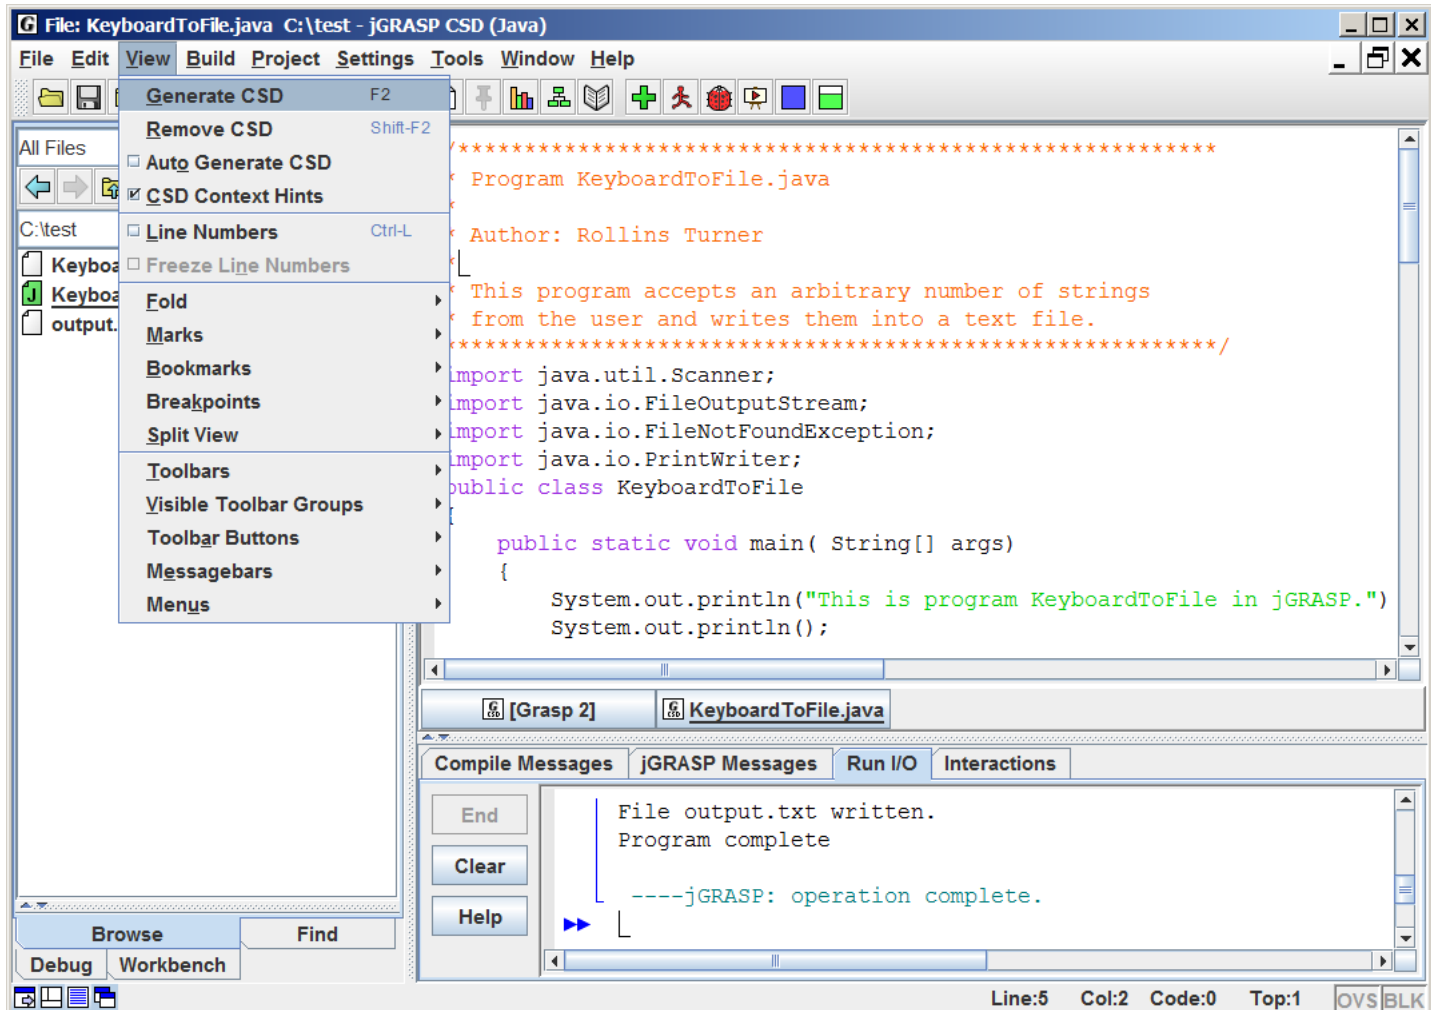 File: KeyboardToFile.java  C:\test - jGRASP CSD (Java)
File Edit View Build Project Settings Tools Window Help
Generate CSD F2
Remove CSD Shift-F2
Auto Generate CSD
CSD Context Hints
Line Numbers Ctrl-L
Freeze Line Numbers
Fold
Marks
Bookmarks
Breakpoints
Split View
Toolbars
Visible Toolbar Groups
Toolbar Buttons
Messagebars
Menus
All Files
C:\test
Keyboa
Keyboa
output.
/*********************************************************
* Program KeyboardToFile.java
*
* Author: Rollins Turner
*
* This program accepts an arbitrary number of strings
* from the user and writes them into a text file.
**********************************************************/
import java.util.Scanner;
import java.io.FileOutputStream;
import java.io.FileNotFoundException;
import java.io.PrintWriter;
public class KeyboardToFile
{
public static void main( String[] args)
{
System.out.println("This is program KeyboardToFile in jGRASP.")
System.out.println();
[Grasp 2] KeyboardToFile.java
Compile Messages jGRASP Messages Run I/O Interactions
End
Clear
Help
File output.txt written.
Program complete
----jGRASP: operation complete.
Browse Find
Debug Workbench
Line:5 Col:2 Code:0 Top:1 OVS BLK